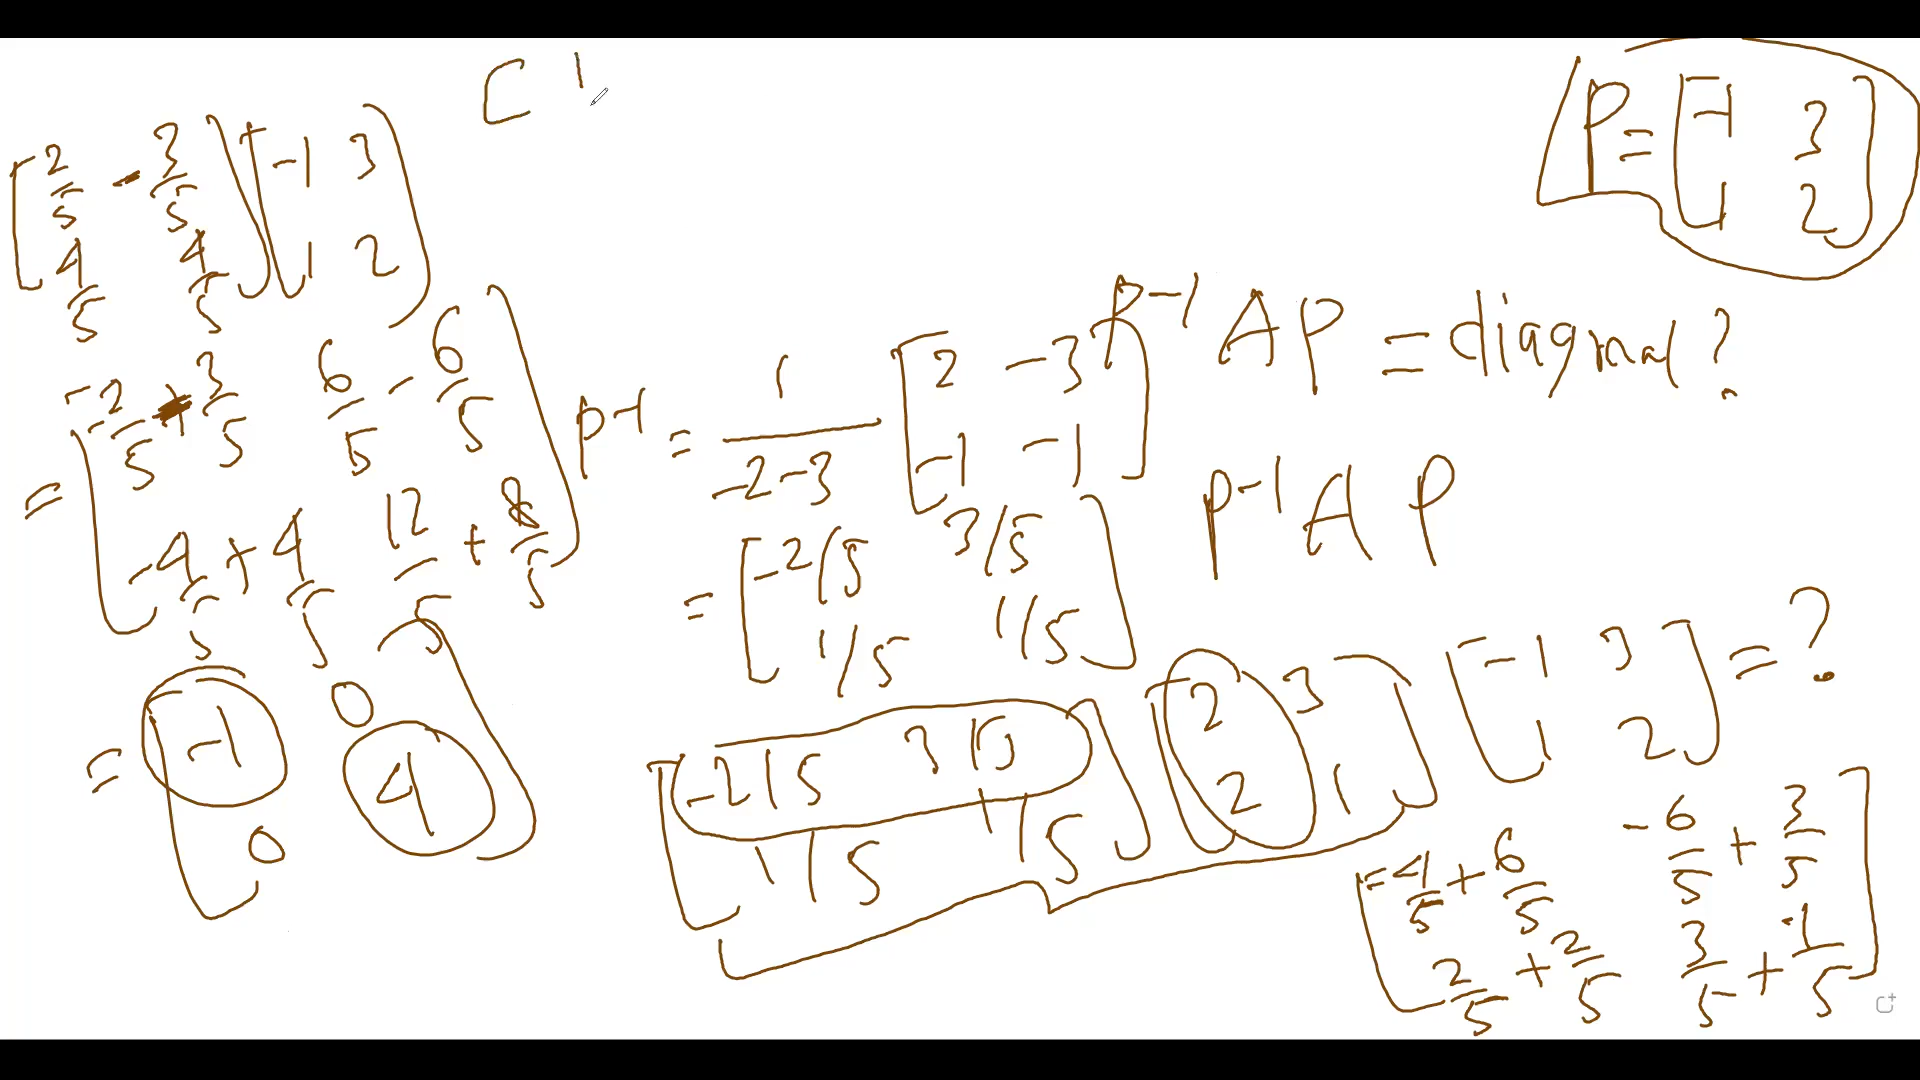 C 1
P = [-1 3
1 2]
[2/5 -3/5
4/5 4/5] [-1 3
1 2]
P-1 AP = diagonal ?
= [-2/5 + 3/5 6/5 - 6/5
-4/5 + 4/5 12/5 + 8/5]
P-1 = 1/-2-3 [2 -3
-1 -1]
= [-2/5 3/5
1/5 1/5]
P-1 A P
= [-1 0
0 4]
[-2/5 3/5
1/5 1/5] [2 3
2 1] [-1 3
1 2] = ?
[-4/5 + 6/5 -6/5 + 3/5
2/5 + 2/5 3/5 + 1/5]